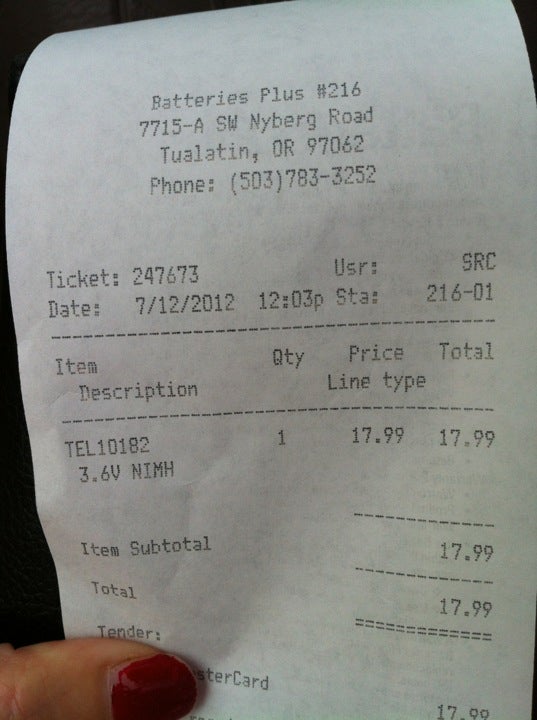 Batteries Plus #216
7715-A SW Nyberg Road
Tualatin, OR 97062
Phone: (503)783-3252
Ticket: 247673 Usr: SRC
Date: 7/12/2012 12:03p Sta: 216-01
Item Qty Price Total
Description Line type
TEL10182 1 17.99 17.99
3.6V NIMH
Item Subtotal 17.99
Total 17.99
Tender:
sterCard
17.99